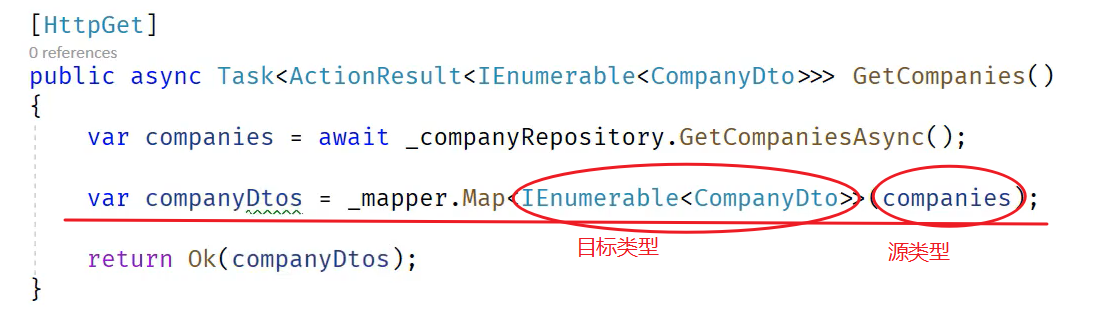 [HttpGet]
0 references
public async Task<ActionResult<IEnumerable<CompanyDto>>> GetCompanies()
{
var companies = await _companyRepository.GetCompaniesAsync();
var companyDtos = _mapper.Map<IEnumerable<CompanyDto>>(companies);
目标类型 源类型
return Ok(companyDtos);
}